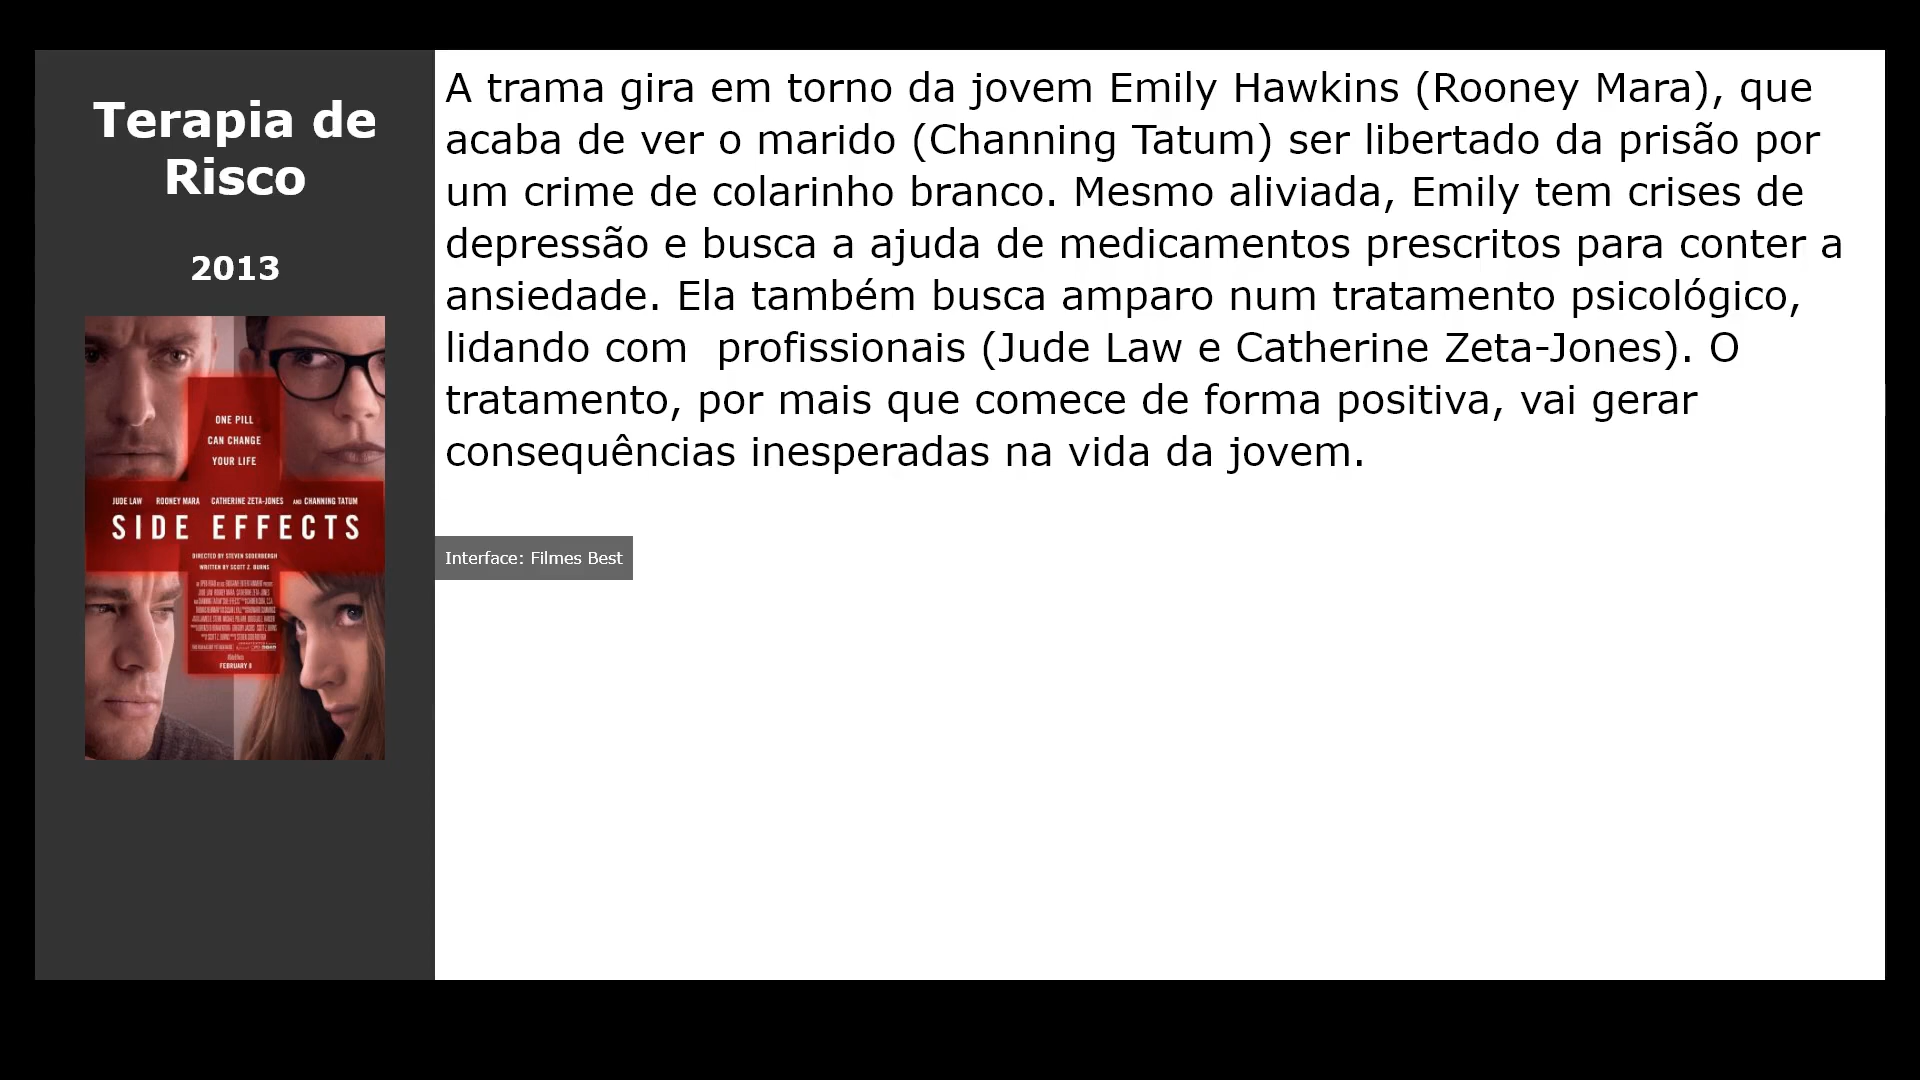 Terapia de
Risco
2013
ONE PILL
CAN CHANGE
YOUR LIFE
JUDE LAW ROONEY MARA CATHERINE ZETA-JONES AND CHANNING TATUM
SIDE EFFECTS
DIRECTED BY STEVEN SODERBERGH
WRITTEN BY SCOTT Z. BURNS
FEBRUARY 8
A trama gira em torno da jovem Emily Hawkins (Rooney Mara), que
acaba de ver o marido (Channing Tatum) ser libertado da prisão por
um crime de colarinho branco. Mesmo aliviada, Emily tem crises de
depressão e busca a ajuda de medicamentos prescritos para conter a
ansiedade. Ela também busca amparo num tratamento psicológico,
lidando com  profissionais (Jude Law e Catherine Zeta-Jones). O
tratamento, por mais que comece de forma positiva, vai gerar
consequências inesperadas na vida da jovem.
Interface: Filmes Best